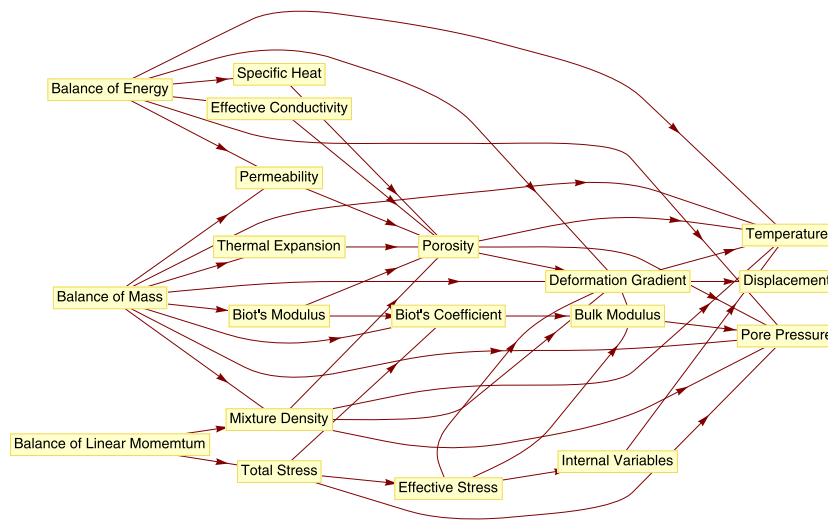 Specific Heat
Balance of Energy
Effective Conductivity
Permeability
Temperature
Thermal Expansion
Porosity
Deformation Gradient
Displacement
Balance of Mass
Biot's Modulus
Biot's Coefficient
Bulk Modulus
Pore Pressure
Mixture Density
Balance of Linear Momemtum
Internal Variables
Total Stress
Effective Stress